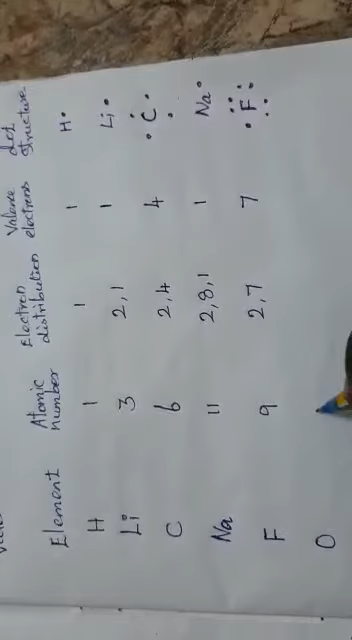 Element Atomic number Electron distribution Valence electrons Dot structure
H 1 1 1 H
Li 3 2,1 1 Li
C 6 2,4 4 C
Na 11 2,8,1 1 Na
F 9 2,7 7 F
O